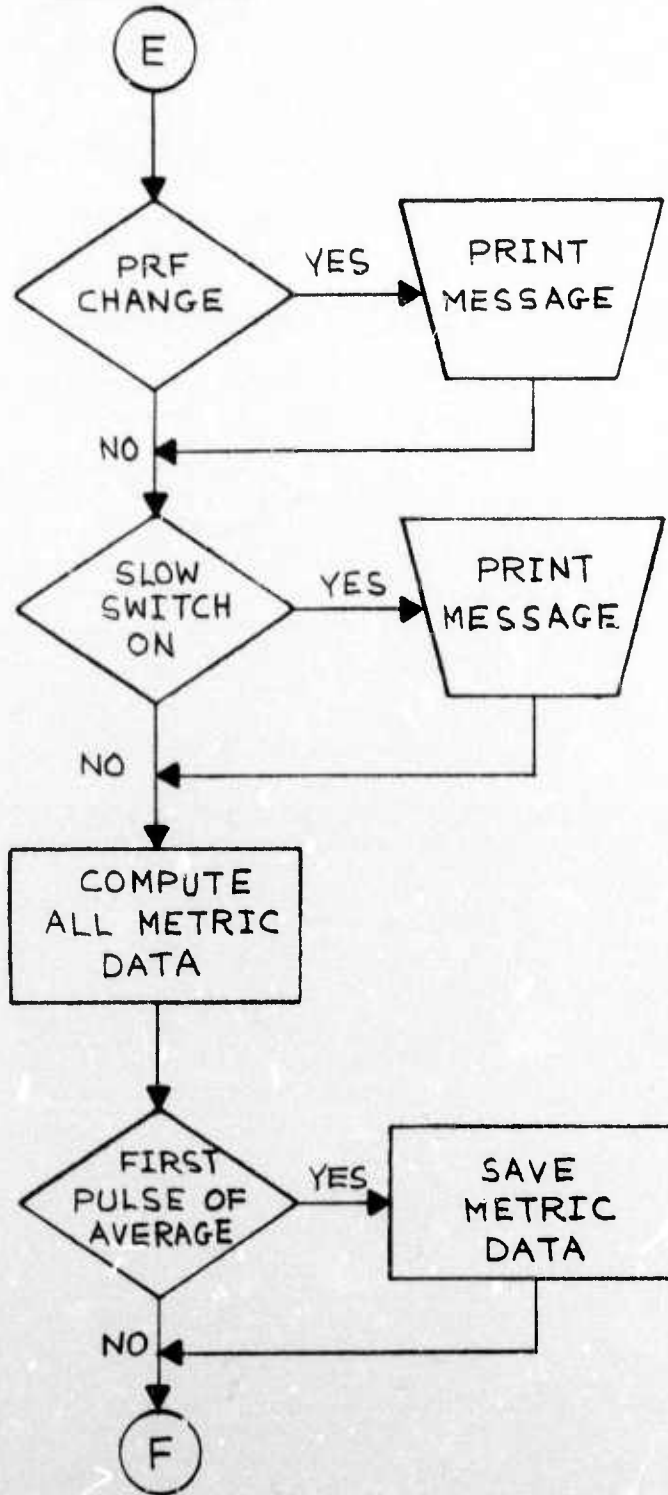 E
PRF
CHANGE
YES
PRINT
MESSAGE
NO
SLOW
SWITCH
ON
YES
PRINT
MESSAGE
NO
COMPUTE
ALL METRIC
DATA
FIRST
PULSE OF
AVERAGE
YES
SAVE
METRIC
DATA
NO
F